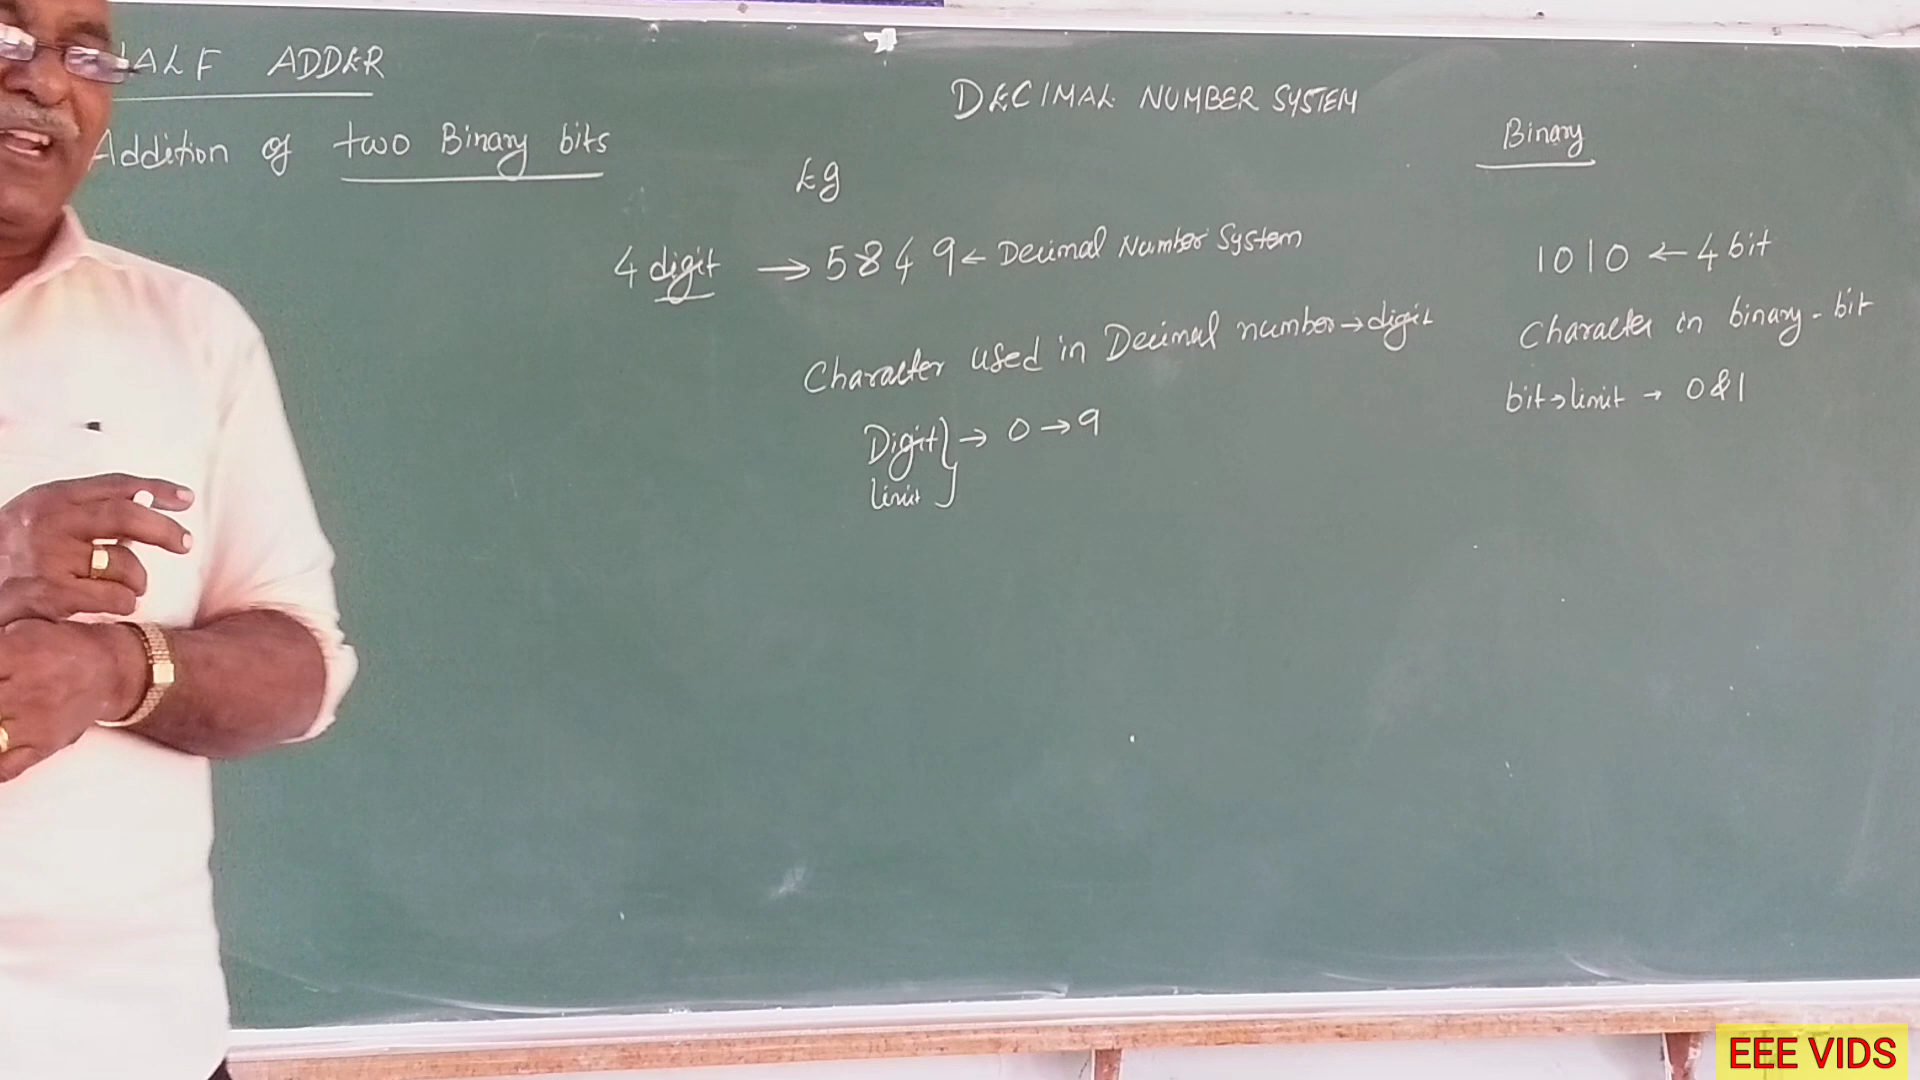 HALF ADDER
Addition of two Binary bits
DECIMAL NUMBER SYSTEM
Eg
4 digit → 5849 ← Decimal Number System
Character used in Decimal number → digit
Digit limit } → 0 → 9
Binary
1010 ← 4 bit
Character in binary - bit
bit → limit → 0 & 1
EEE VIDS